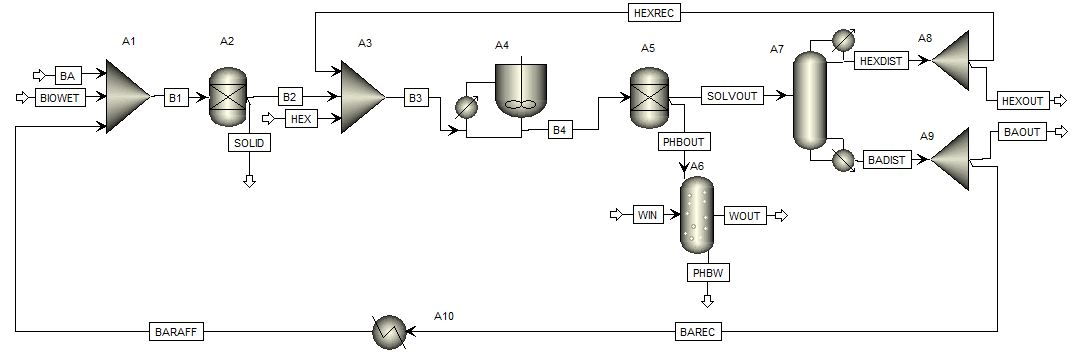 HEXREC
A1
A2
A3
A4
A5
A7
A8
BA
BIOWET
B1
B2
HEX
B3
B4
SOLID
SOLVOUT
PHBOUT
HEXDIST
HEXOUT
A9
BAOUT
BADIST
A6
WIN
WOUT
PHBW
A10
BARAFF
BAREC